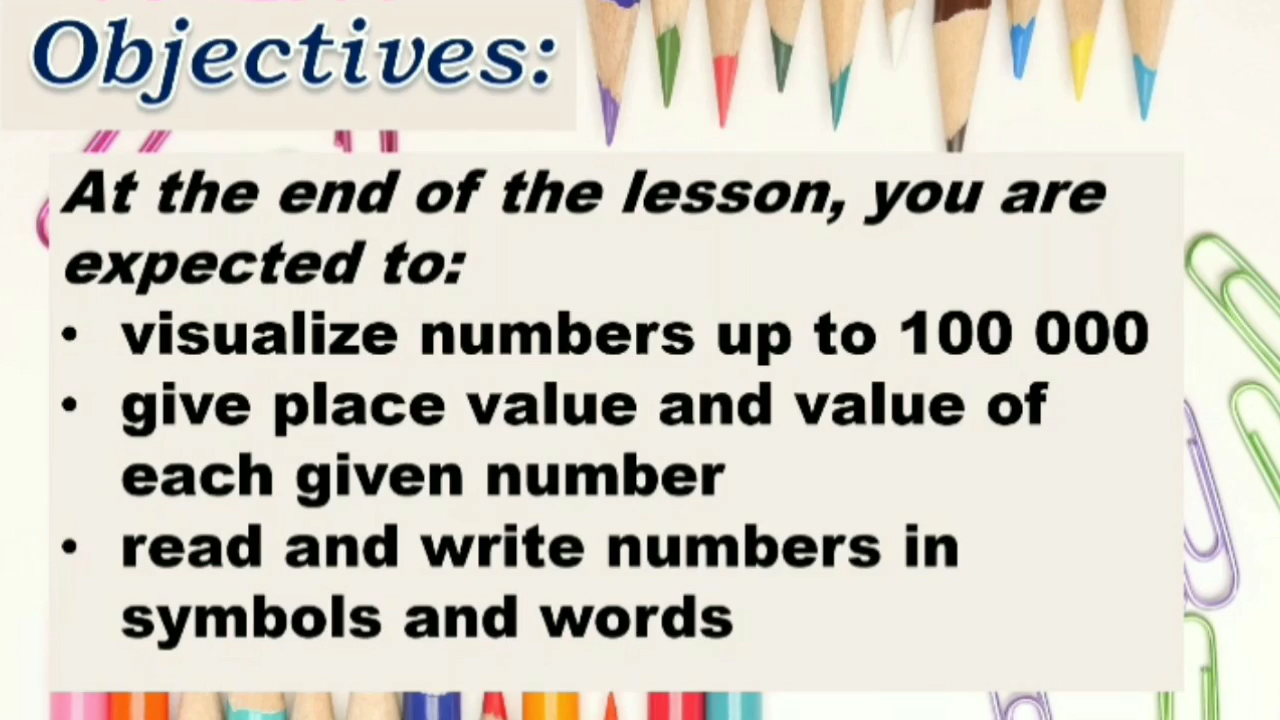 Objectives:
At the end of the lesson, you are
expected to:
• visualize numbers up to 100 000
• give place value and value of
each given number
• read and write numbers in
symbols and words